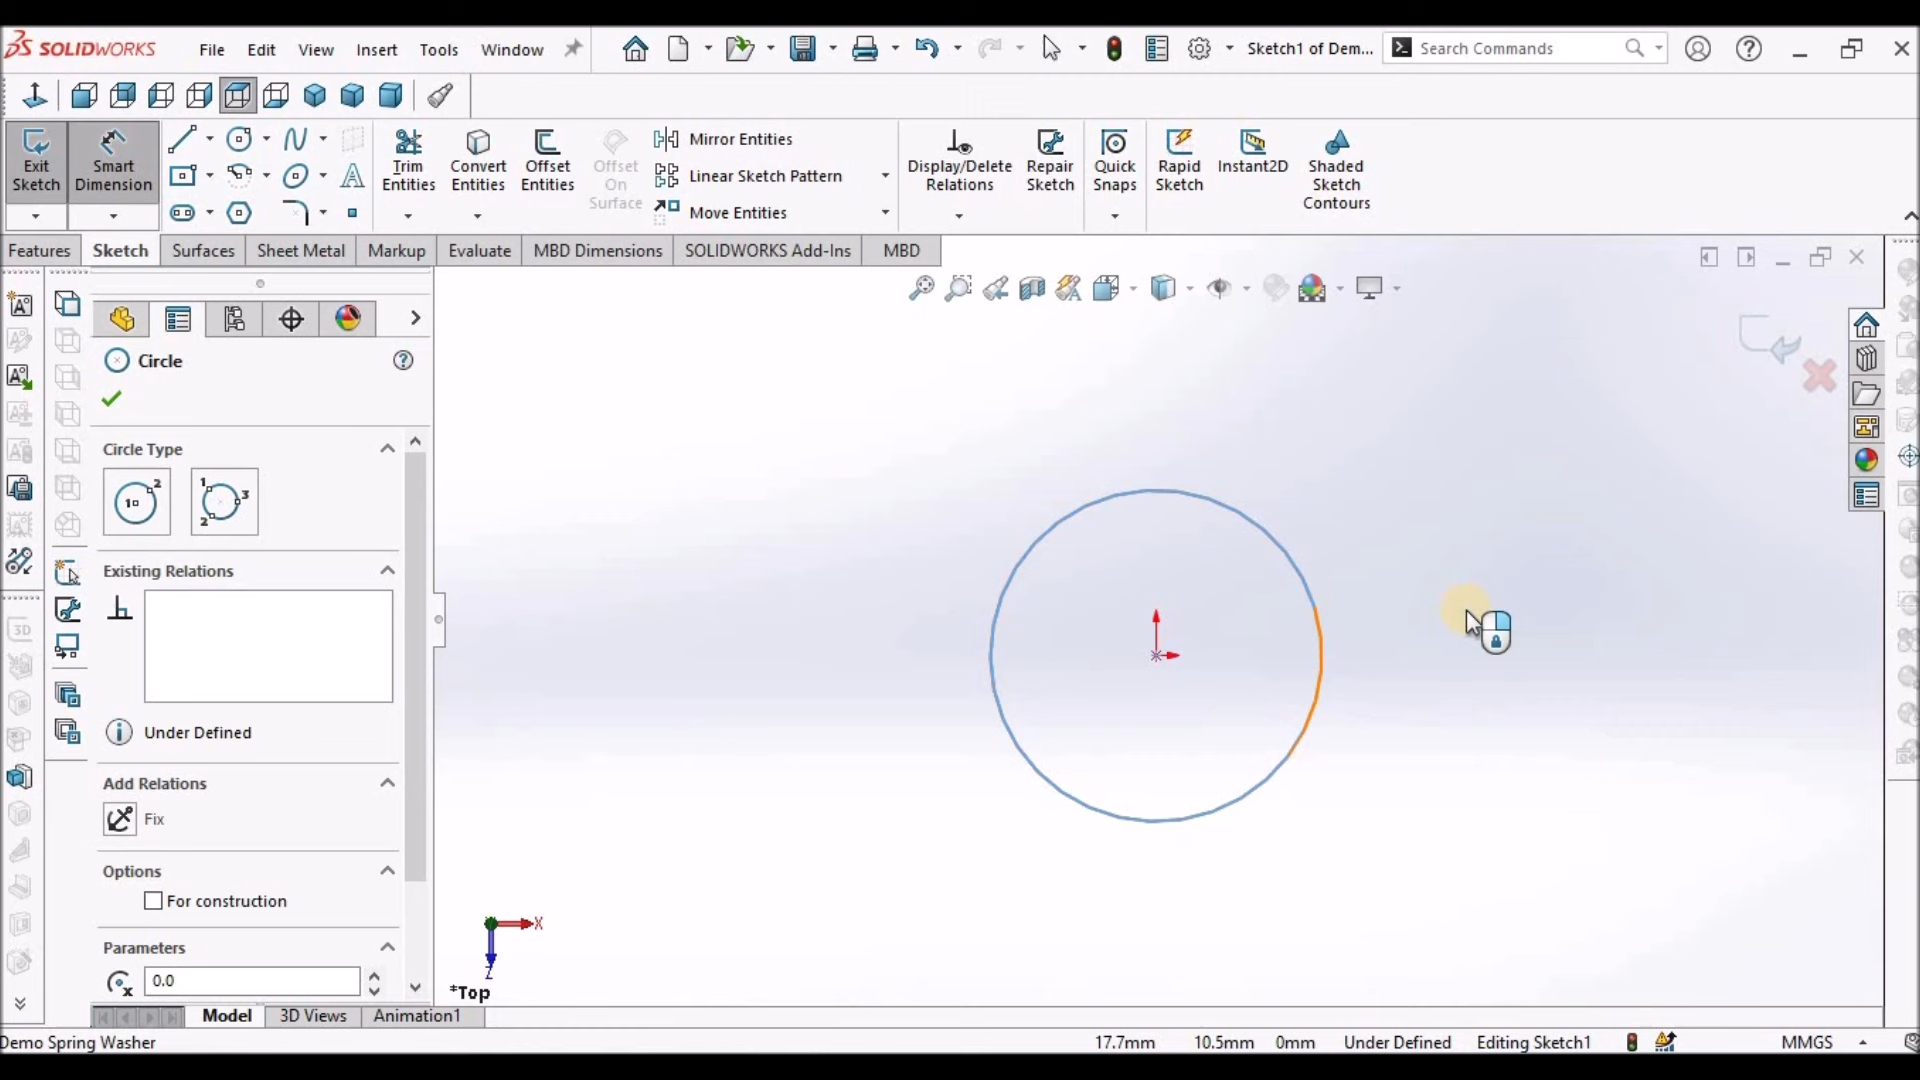 SOLIDWORKS File Edit View Insert Tools Window Sketch1 of Dem... Search Commands
Exit Sketch
Smart Dimension
Trim Entities
Convert Entities
Offset Entities
Offset On Surface
Mirror Entities
Linear Sketch Pattern
Move Entities
Display/Delete Relations
Repair Sketch
Quick Snaps
Rapid Sketch
Instant2D
Shaded Sketch Contours
Features Sketch Surfaces Sheet Metal Markup Evaluate MBD Dimensions SOLIDWORKS Add-Ins MBD
Circle
Circle Type
Existing Relations
Under Defined
Add Relations
Fix
Options
For construction
Parameters
0.0
X
Z
*Top
Model 3D Views Animation1
Demo Spring Washer 17.7mm 10.5mm 0mm Under Defined Editing Sketch1 MMGS